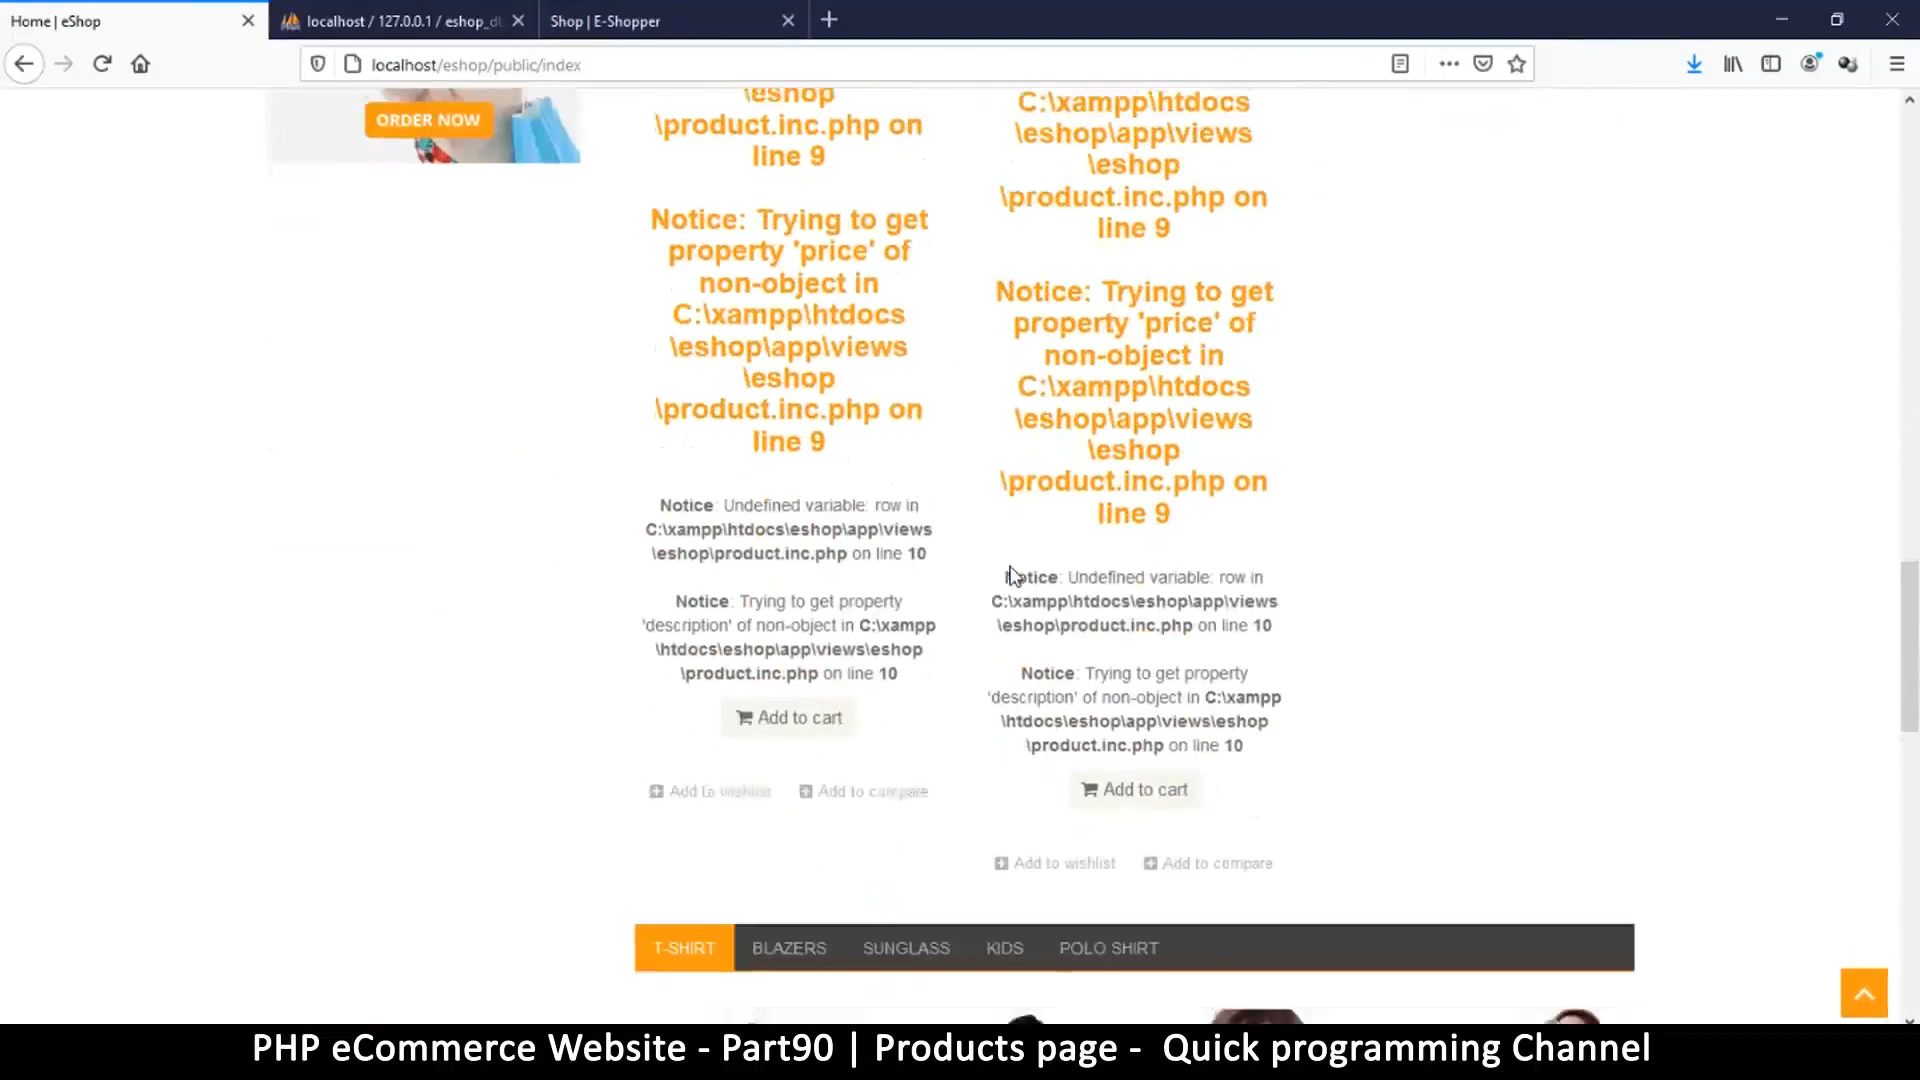 Home | eShop
localhost / 127.0.0.1 / eshop_d
Shop | E-Shopper
localhost/eshop/public/index
ORDER NOW
\eshop
\product.inc.php on
line 9
Notice: Trying to get
property 'price' of
non-object in
C:\xampp\htdocs
\eshop\app\views
\eshop
\product.inc.php on
line 9
Notice: Undefined variable: row in
C:\xampp\htdocs\eshop\app\views
\eshop\product.inc.php on line 10
Notice: Trying to get property
'description' of non-object in C:\xampp
\htdocs\eshop\app\views\eshop
\product.inc.php on line 10
Add to cart
Add to wishlist
Add to compare
C:\xampp\htdocs
\eshop\app\views
\eshop
\product.inc.php on
line 9
Notice: Trying to get
property 'price' of
non-object in
C:\xampp\htdocs
\eshop\app\views
\eshop
\product.inc.php on
line 9
Notice: Undefined variable: row in
C:\xampp\htdocs\eshop\app\views
\eshop\product.inc.php on line 10
Notice: Trying to get property
'description' of non-object in C:\xampp
\htdocs\eshop\app\views\eshop
\product.inc.php on line 10
Add to cart
Add to wishlist
Add to compare
T-SHIRT BLAZERS SUNGLASS KIDS POLO SHIRT
PHP eCommerce Website - Part90 | Products page - Quick programming Channel